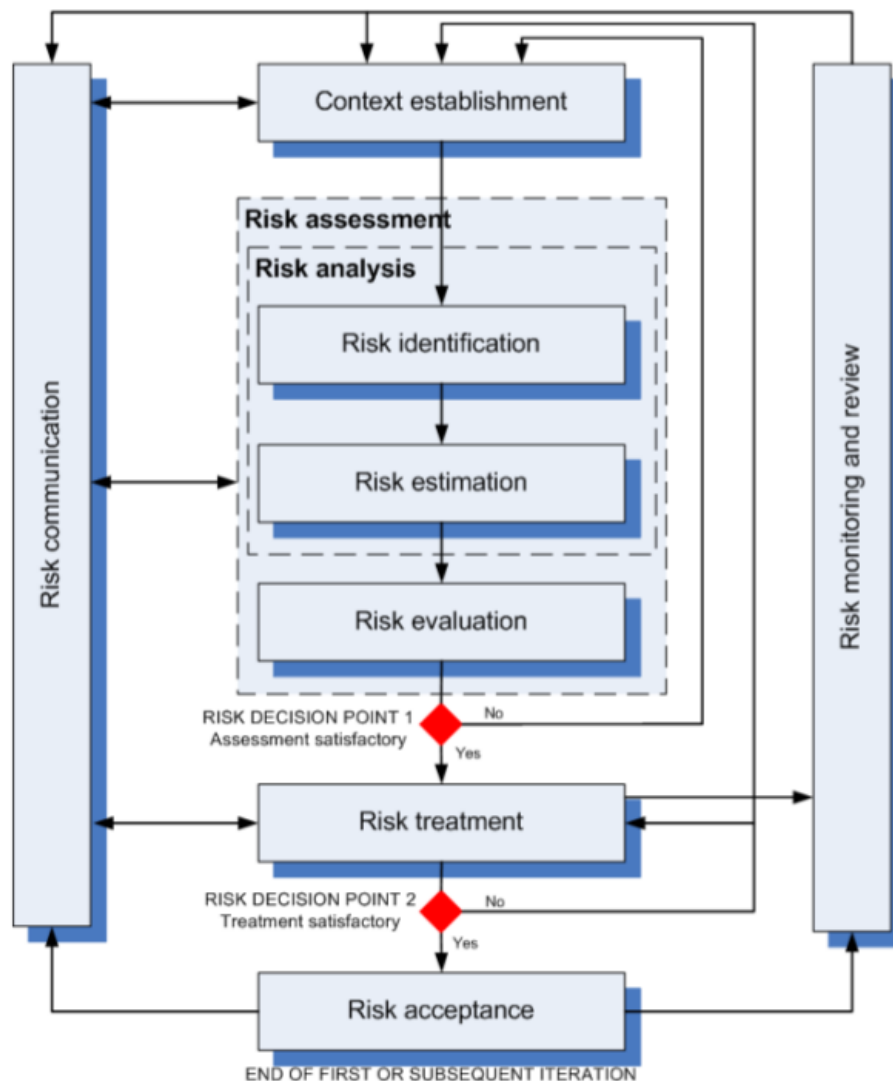 Context establishment
Risk assessment
Risk analysis
Risk identification
Risk estimation
Risk evaluation
RISK DECISION POINT 1
Assessment satisfactory
No
Yes
Risk treatment
RISK DECISION POINT 2
Treatment satisfactory
No
Yes
Risk acceptance
END OF FIRST OR SUBSEQUENT ITERATION
Risk communication
Risk monitoring and review